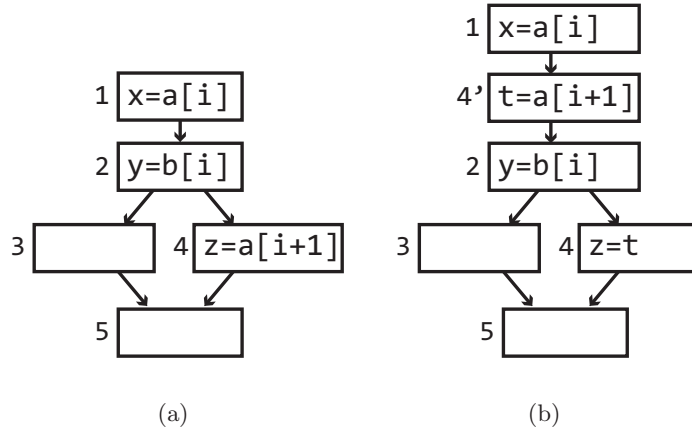 1 x=a[i]
2 y=b[i]
3
4 z=a[i+1]
5
(a)
1 x=a[i]
4’ t=a[i+1]
2 y=b[i]
3
4 z=t
5
(b)